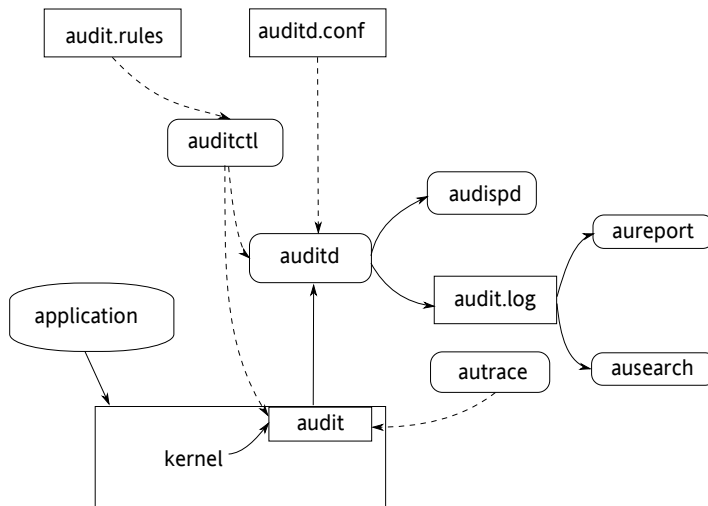 audit.rules
auditd.conf
auditctl
audispd
aureport
auditd
audit.log
application
autrace
ausearch
audit
kernel